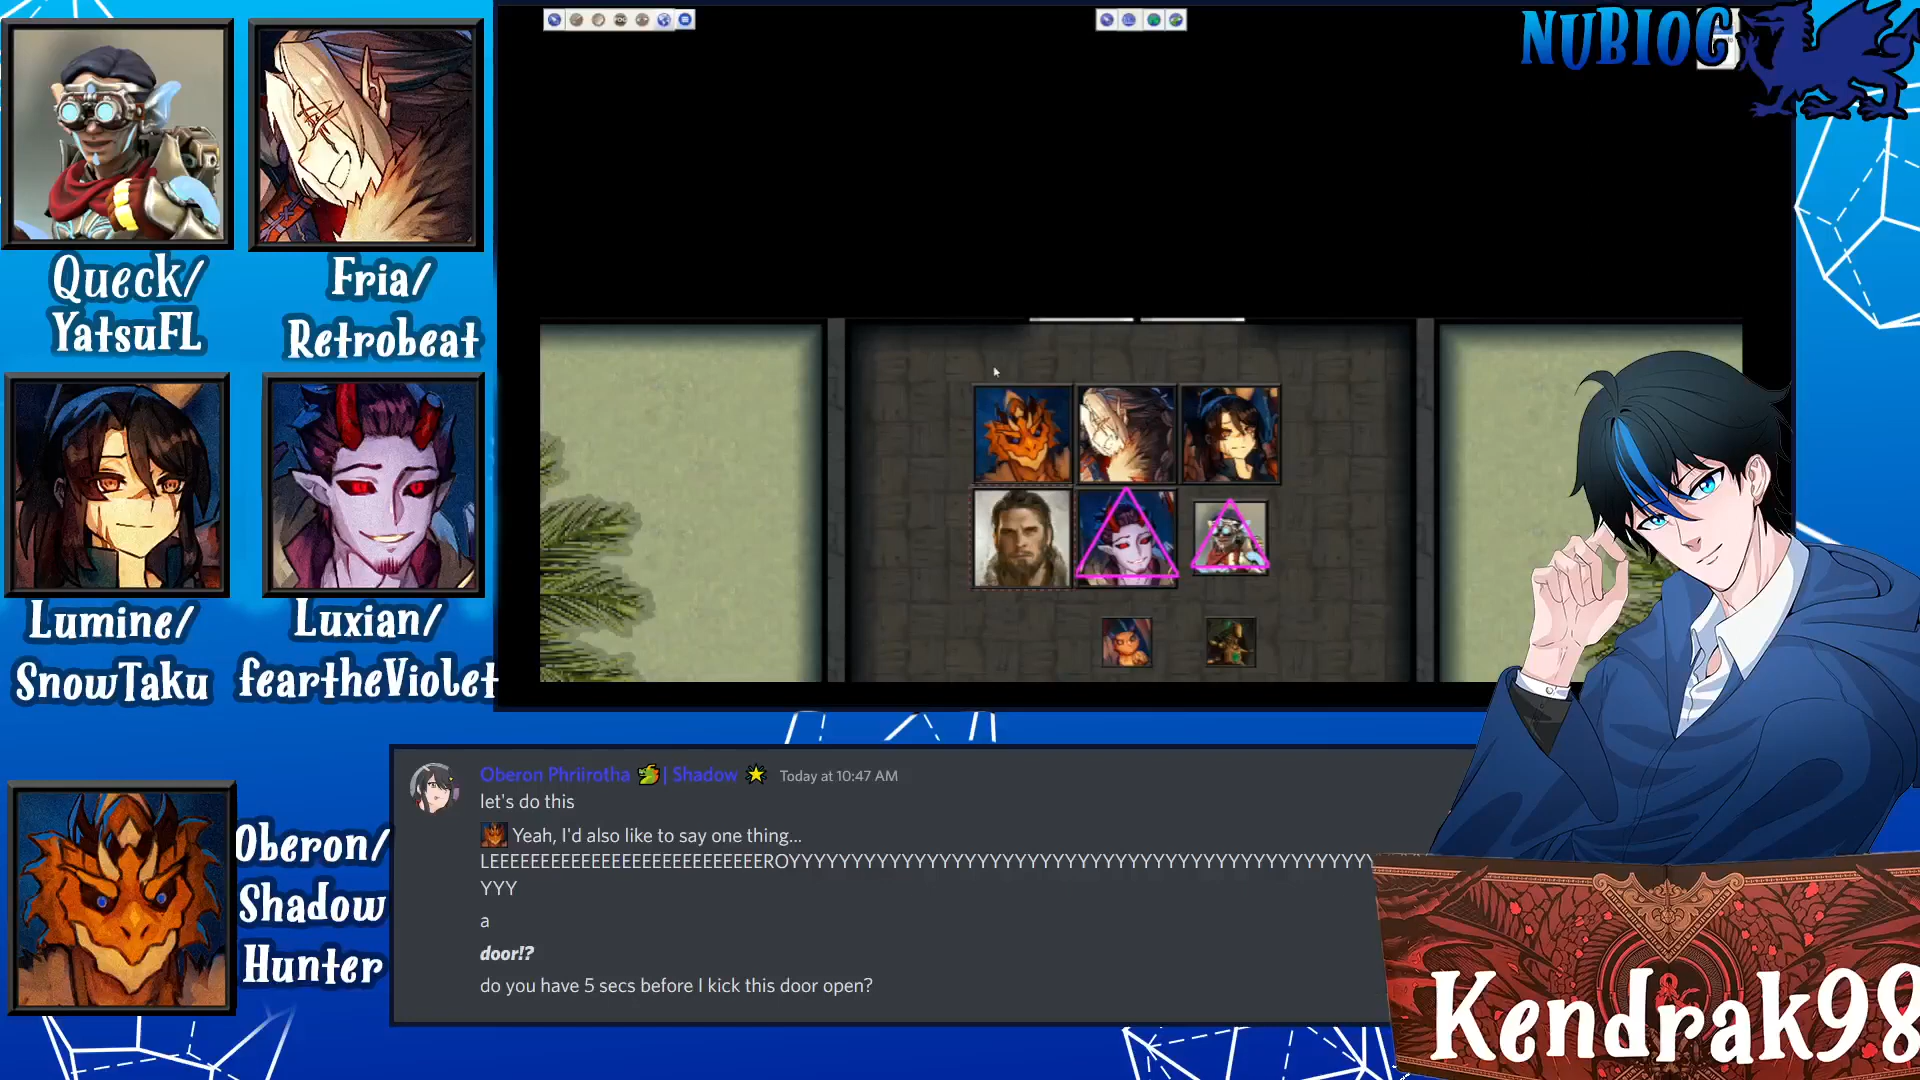 NUBIOG
Queck/
YatsuFL
Fria/
Retrobeat
Lumine/
SnowTaku
Luxian/
feartheViolet
Oberon/
Shadow
Hunter
Oberon Phriirotha | Shadow Today at 10:47 AM
let's do this
Yeah, I'd also like to say one thing...
a
YYY
door!?
do you have 5 secs before I kick this door open?
Kendrak98